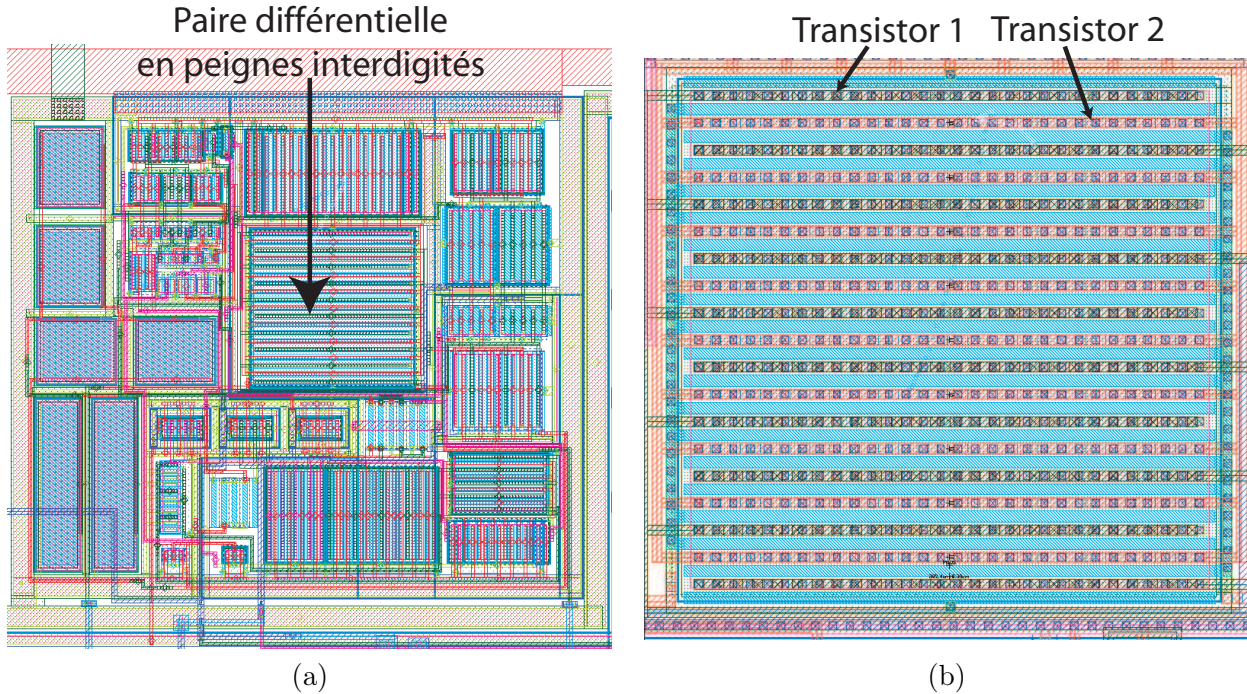 Paire différentielle
en peignes interdigités
Transistor 1 Transistor 2
(a)
(b)